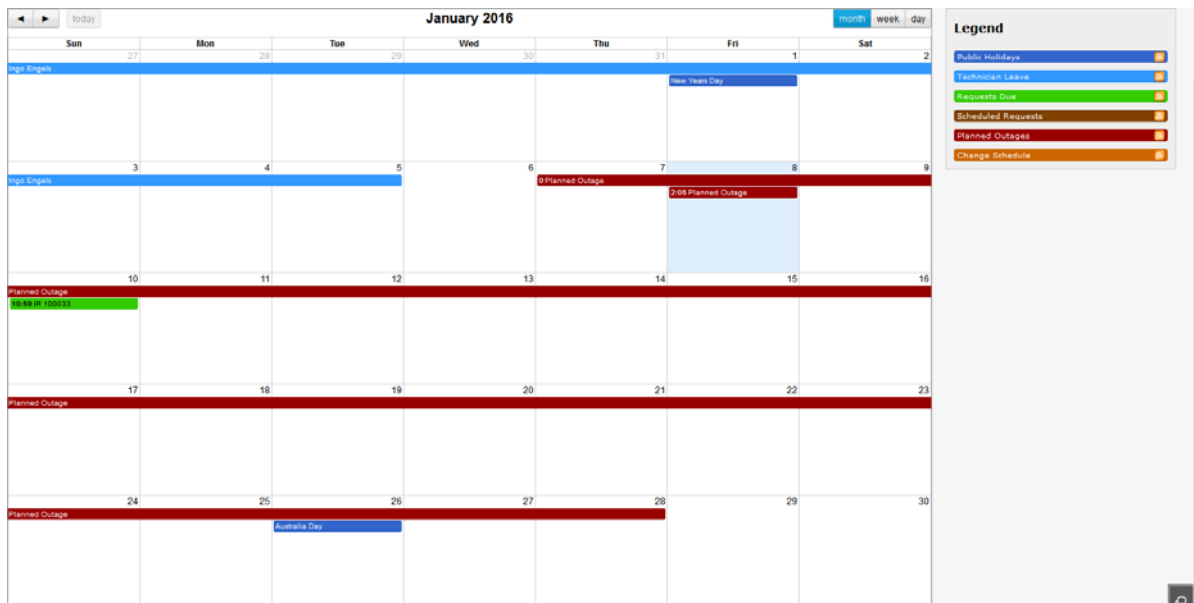 today
January 2016
month week day
Sun Mon Tue Wed Thu Fri Sat
27 28 29 30 31 1 2
Ingo Engels
New Years Day
3 4 5 6 7 8 9
Ingo Engels
0 Planned Outage
2:05 Planned Outage
10 11 12 13 14 15 16
Planned Outage
10:59 IR 100033
17 18 19 20 21 22 23
Planned Outage
24 25 26 27 28 29 30
Planned Outage
Australia Day
Legend
Public Holidays
Technician Leave
Requests Due
Scheduled Requests
Planned Outages
Change Schedule